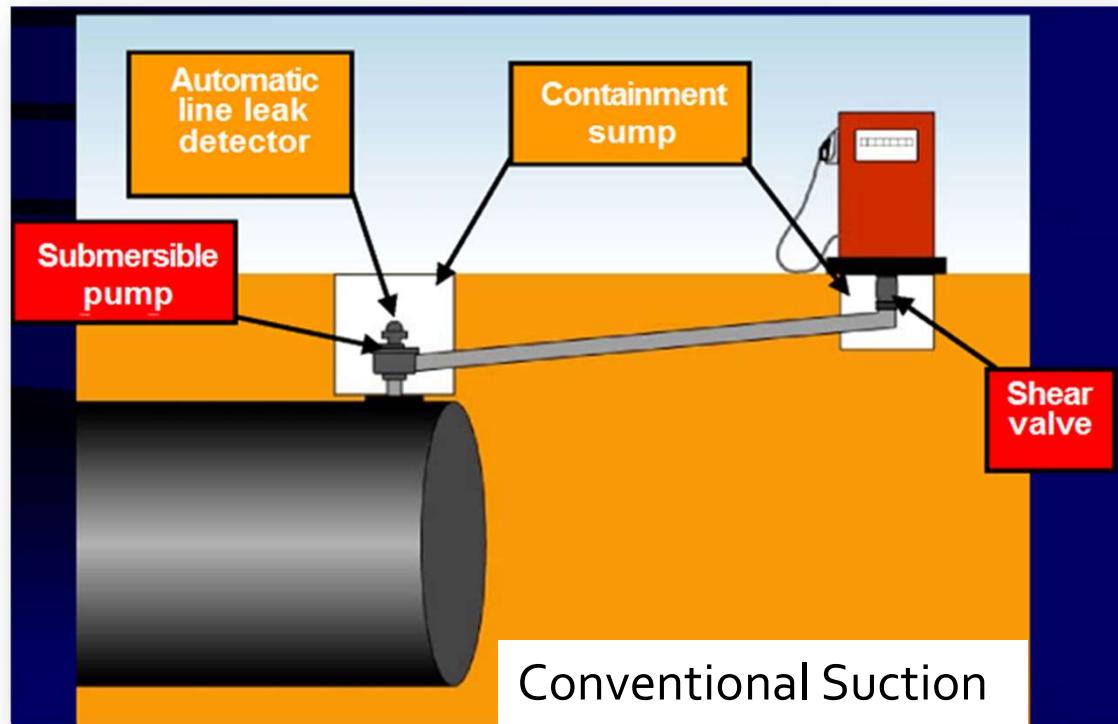 Automatic
line leak
detector
Containment
sump
Submersible
pump
Shear
valve
Conventional Suction